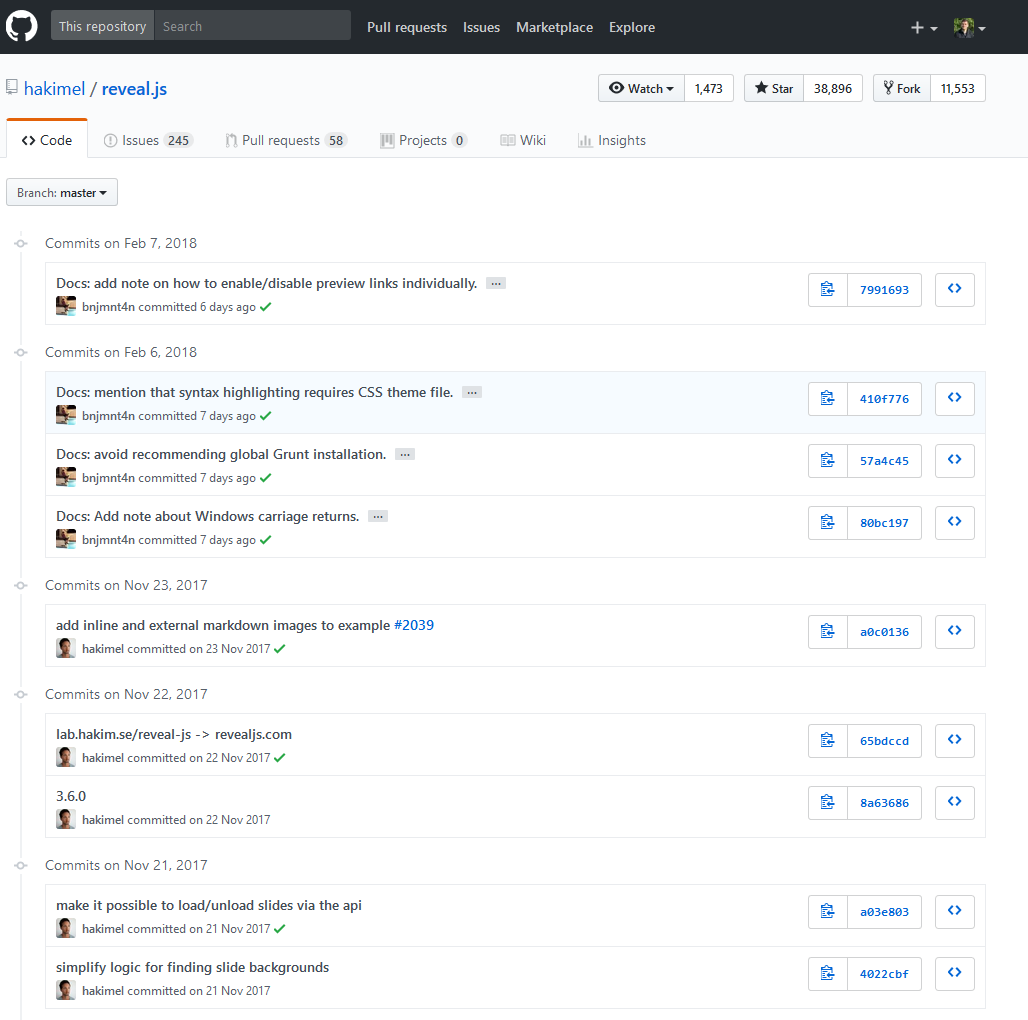 This repository Search Pull requests Issues Marketplace Explore
hakimel / reveal.js Watch 1,473 Star 38,896 Fork 11,553
Code Issues 245 Pull requests 58 Projects 0 Wiki Insights
Branch: master
Commits on Feb 7, 2018
Docs: add note on how to enable/disable preview links individually. …
7991693
bnjmnt4n committed 6 days ago
Commits on Feb 6, 2018
Docs: mention that syntax highlighting requires CSS theme file. …
410f776
bnjmnt4n committed 7 days ago
Docs: avoid recommending global Grunt installation. …
57a4c45
bnjmnt4n committed 7 days ago
Docs: Add note about Windows carriage returns. …
80bc197
bnjmnt4n committed 7 days ago
Commits on Nov 23, 2017
add inline and external markdown images to example #2039
a0c0136
hakimel committed on 23 Nov 2017
Commits on Nov 22, 2017
lab.hakim.se/reveal-js -> revealjs.com
65bdccd
hakimel committed on 22 Nov 2017
3.6.0
8a63686
hakimel committed on 22 Nov 2017
Commits on Nov 21, 2017
make it possible to load/unload slides via the api
a03e803
hakimel committed on 21 Nov 2017
simplify logic for finding slide backgrounds
4022cbf
hakimel committed on 21 Nov 2017